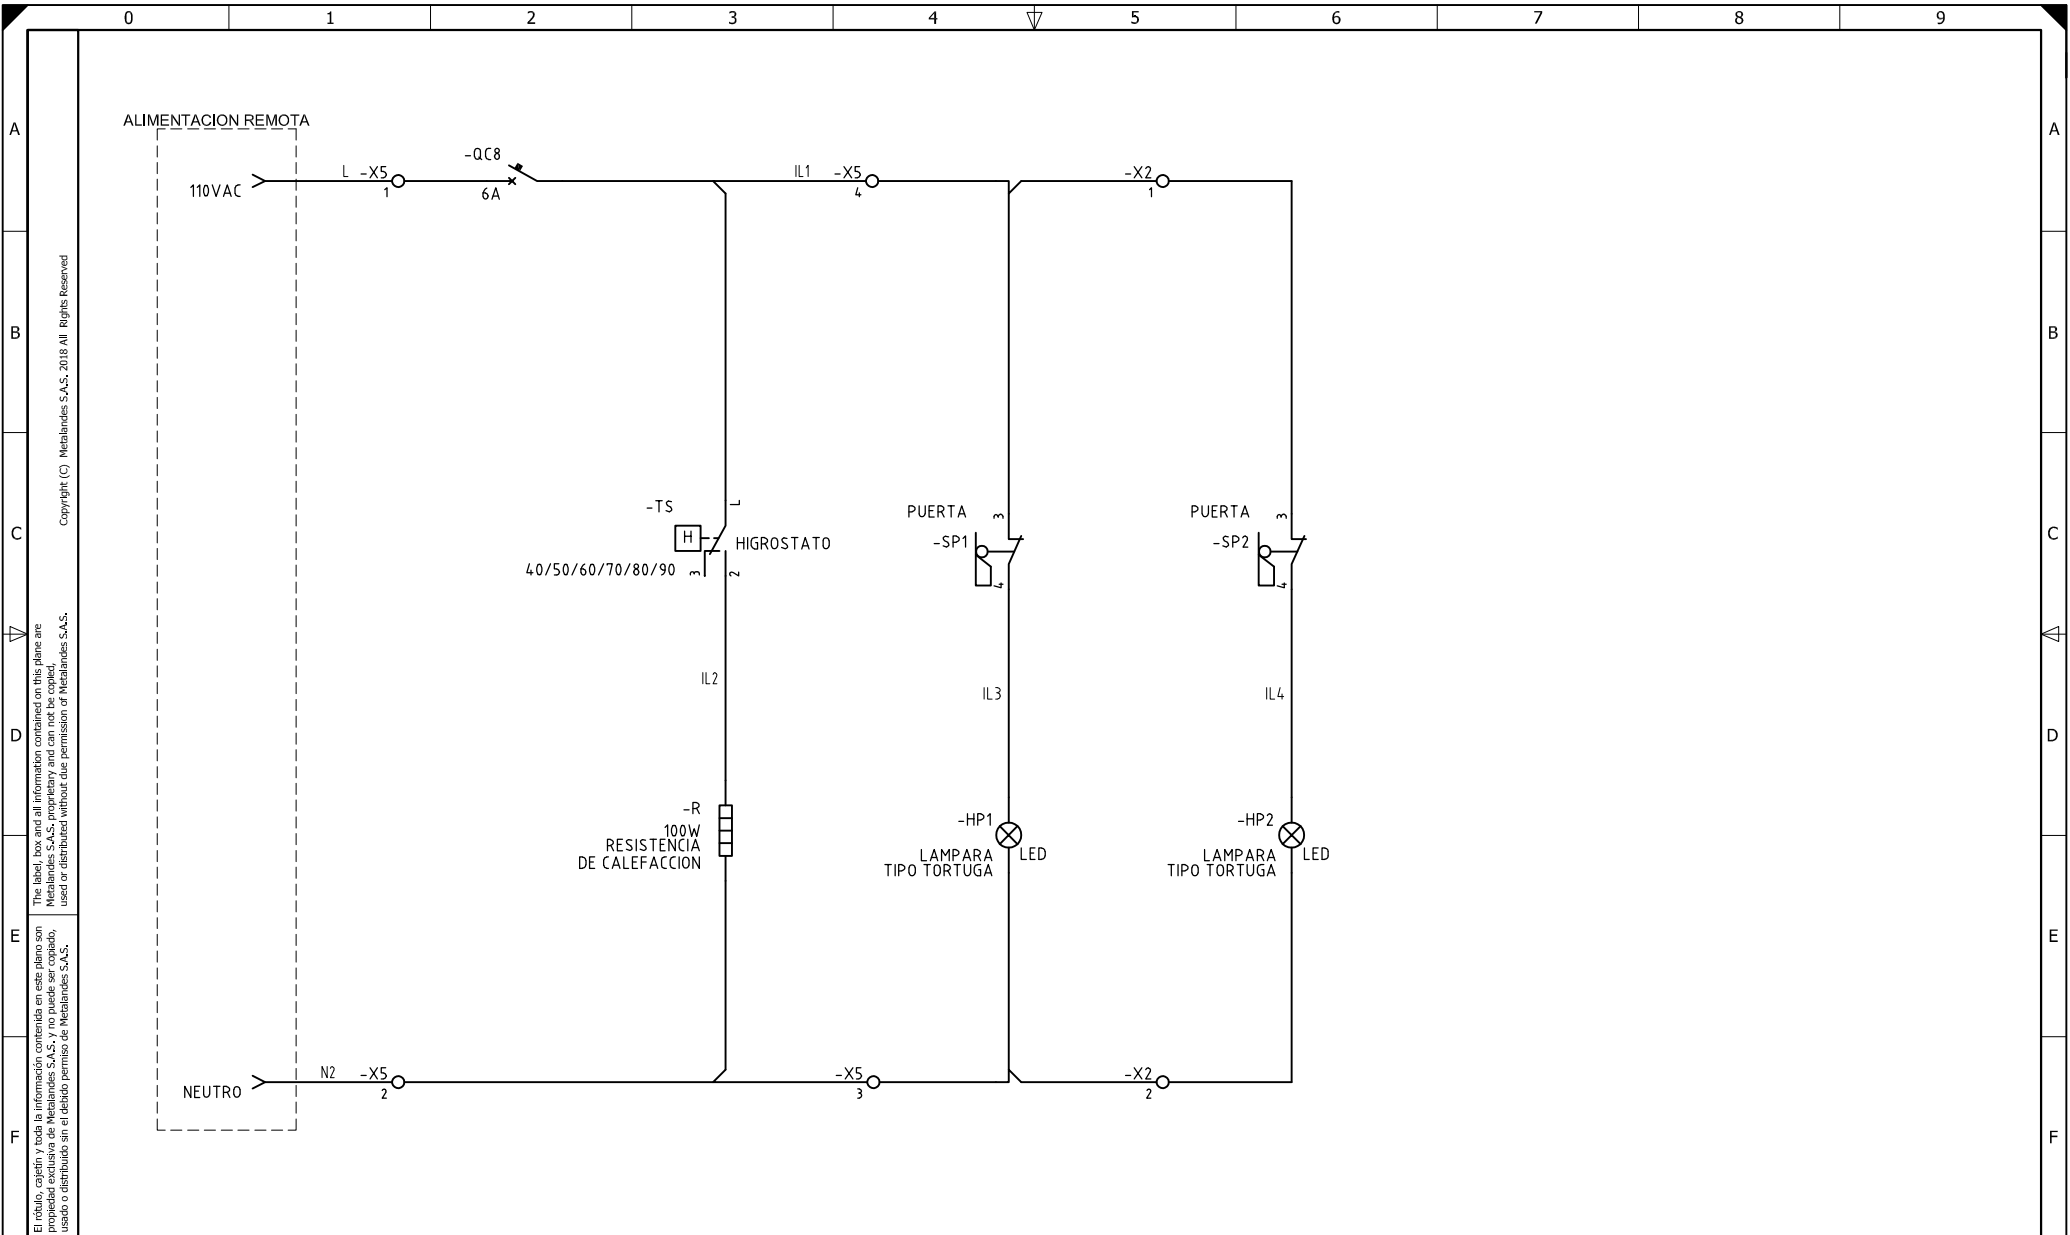 0 1 2 3 4 5 6 7 8 9
A A
ALIMENTACION REMOTA
110VAC
L -X5
1
-QC8
6A
IL1 -X5
4
-X2
1
B B
Copyright (C) Metalandes S.A.S. 2018 All Rights Reserved
C C
-TS
L
H
HIGROSTATO
40/50/60/70/80/90
3
2
PUERTA
3
-SP1
4
PUERTA
3
-SP2
4
The label, box and all information contained on this plane are
Metalandes S.A.S. proprietary and can not be copied,
used or distributed without due permission of Metalandes S.A.S.
D D
IL2
IL3
IL4
-R
100W
RESISTENCIA
DE CALEFACCION
-HP1
LED
LAMPARA
TIPO TORTUGA
-HP2
LED
LAMPARA
TIPO TORTUGA
E E
El rótulo, cajetín y toda la información contenida en este plano son
propiedad exclusiva de Metalandes S.A.S. y no puede ser copiado,
usado o distribuido sin el debido permiso de Metalandes S.A.S.
NEUTRO
N2 -X5
2
-X5
3
-X2
2
F F